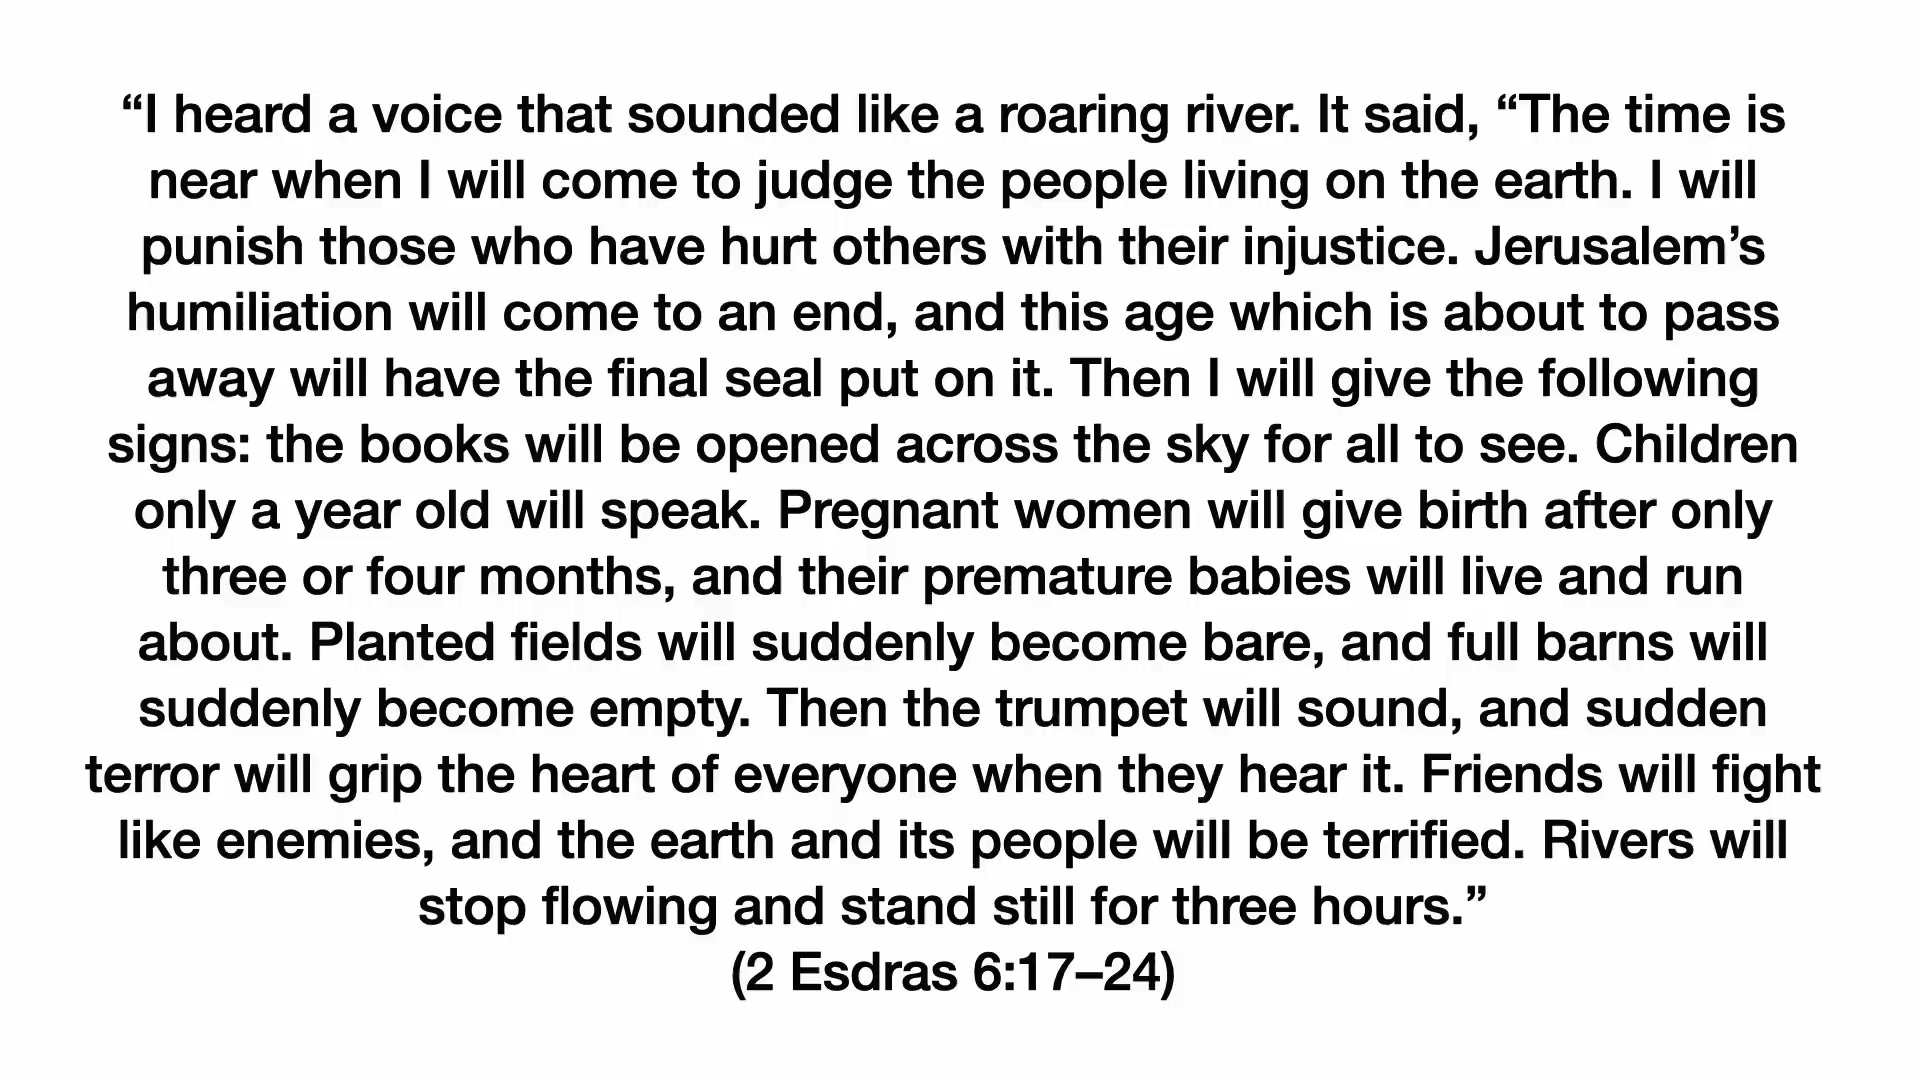 “I heard a voice that sounded like a roaring river. It said, “The time is
near when I will come to judge the people living on the earth. I will
punish those who have hurt others with their injustice. Jerusalem’s
humiliation will come to an end, and this age which is about to pass
away will have the final seal put on it. Then I will give the following
signs: the books will be opened across the sky for all to see. Children
only a year old will speak. Pregnant women will give birth after only
three or four months, and their premature babies will live and run
about. Planted fields will suddenly become bare, and full barns will
suddenly become empty. Then the trumpet will sound, and sudden
terror will grip the heart of everyone when they hear it. Friends will fight
like enemies, and the earth and its people will be terrified. Rivers will
stop flowing and stand still for three hours.”
(2 Esdras 6:17–24)